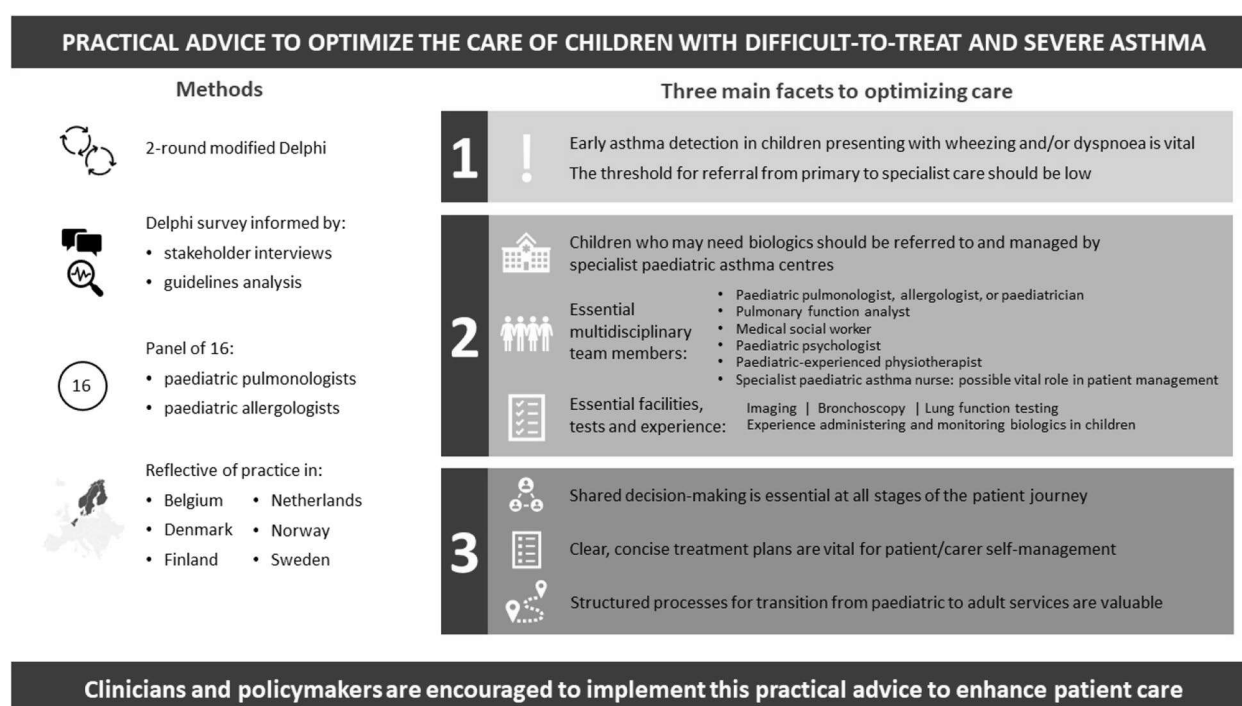 PRACTICAL ADVICE TO OPTIMIZE THE CARE OF CHILDREN WITH DIFFICULT-TO-TREAT AND SEVERE ASTHMA
Methods
2-round modified Delphi
Delphi survey informed by:
• stakeholder interviews
• guidelines analysis
16
Panel of 16:
• paediatric pulmonologists
• paediatric allergologists
Reflective of practice in:
• Belgium • Netherlands
• Denmark • Norway
• Finland • Sweden
Three main facets to optimizing care
1
!
Early asthma detection in children presenting with wheezing and/or dyspnoea is vital
The threshold for referral from primary to specialist care should be low
2
Children who may need biologics should be referred to and managed by
specialist paediatric asthma centres
Essential
multidisciplinary
team members:
• Paediatric pulmonologist, allergologist, or paediatrician
• Pulmonary function analyst
• Medical social worker
• Paediatric psychologist
• Paediatric-experienced physiotherapist
• Specialist paediatric asthma nurse: possible vital role in patient management
Essential facilities,
tests and experience:
Imaging | Bronchoscopy | Lung function testing
Experience administering and monitoring biologics in children
3
Shared decision-making is essential at all stages of the patient journey
Clear, concise treatment plans are vital for patient/carer self-management
Structured processes for transition from paediatric to adult services are valuable
Clinicians and policymakers are encouraged to implement this practical advice to enhance patient care